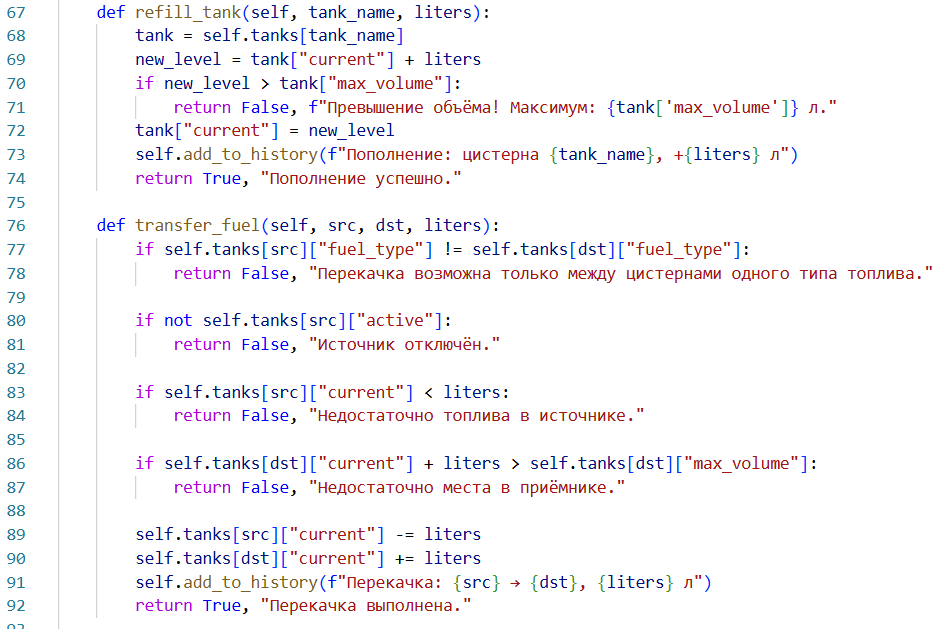 67 def refill_tank(self, tank_name, liters):
68 tank = self.tanks[tank_name]
69 new_level = tank["current"] + liters
70 if new_level > tank["max_volume"]:
71 return False, f"Превышение объёма! Максимум: {tank['max_volume']} л."
72 tank["current"] = new_level
73 self.add_to_history(f"Пополнение: цистерна {tank_name}, +{liters} л")
74 return True, "Пополнение успешно."
75
76 def transfer_fuel(self, src, dst, liters):
77 if self.tanks[src]["fuel_type"] != self.tanks[dst]["fuel_type"]:
78 return False, "Перекачка возможна только между цистернами одного типа топлива."
79
80 if not self.tanks[src]["active"]:
81 return False, "Источник отключён."
82
83 if self.tanks[src]["current"] < liters:
84 return False, "Недостаточно топлива в источнике."
85
86 if self.tanks[dst]["current"] + liters > self.tanks[dst]["max_volume"]:
87 return False, "Недостаточно места в приёмнике."
88
89 self.tanks[src]["current"] -= liters
90 self.tanks[dst]["current"] += liters
91 self.add_to_history(f"Перекачка: {src} → {dst}, {liters} л")
92 return True, "Перекачка выполнена."